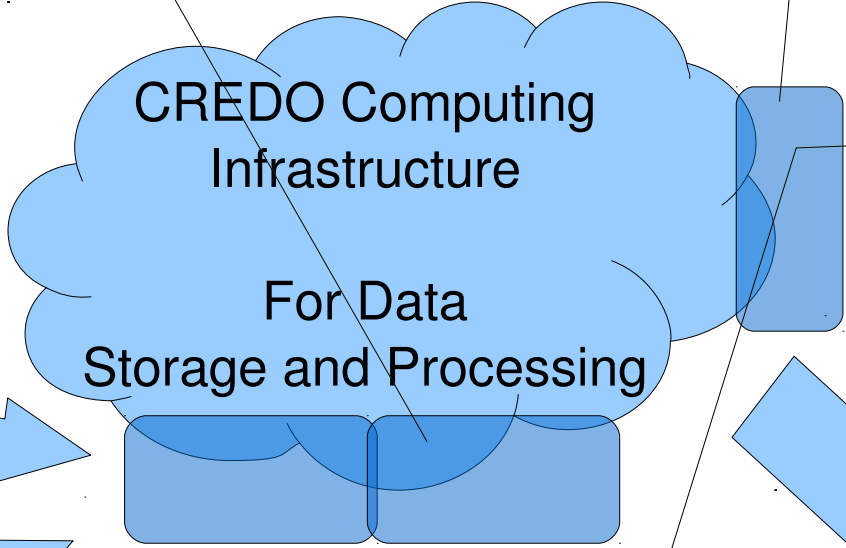 CREDO Computing
Infrastructure
For Data
Storage and Processing